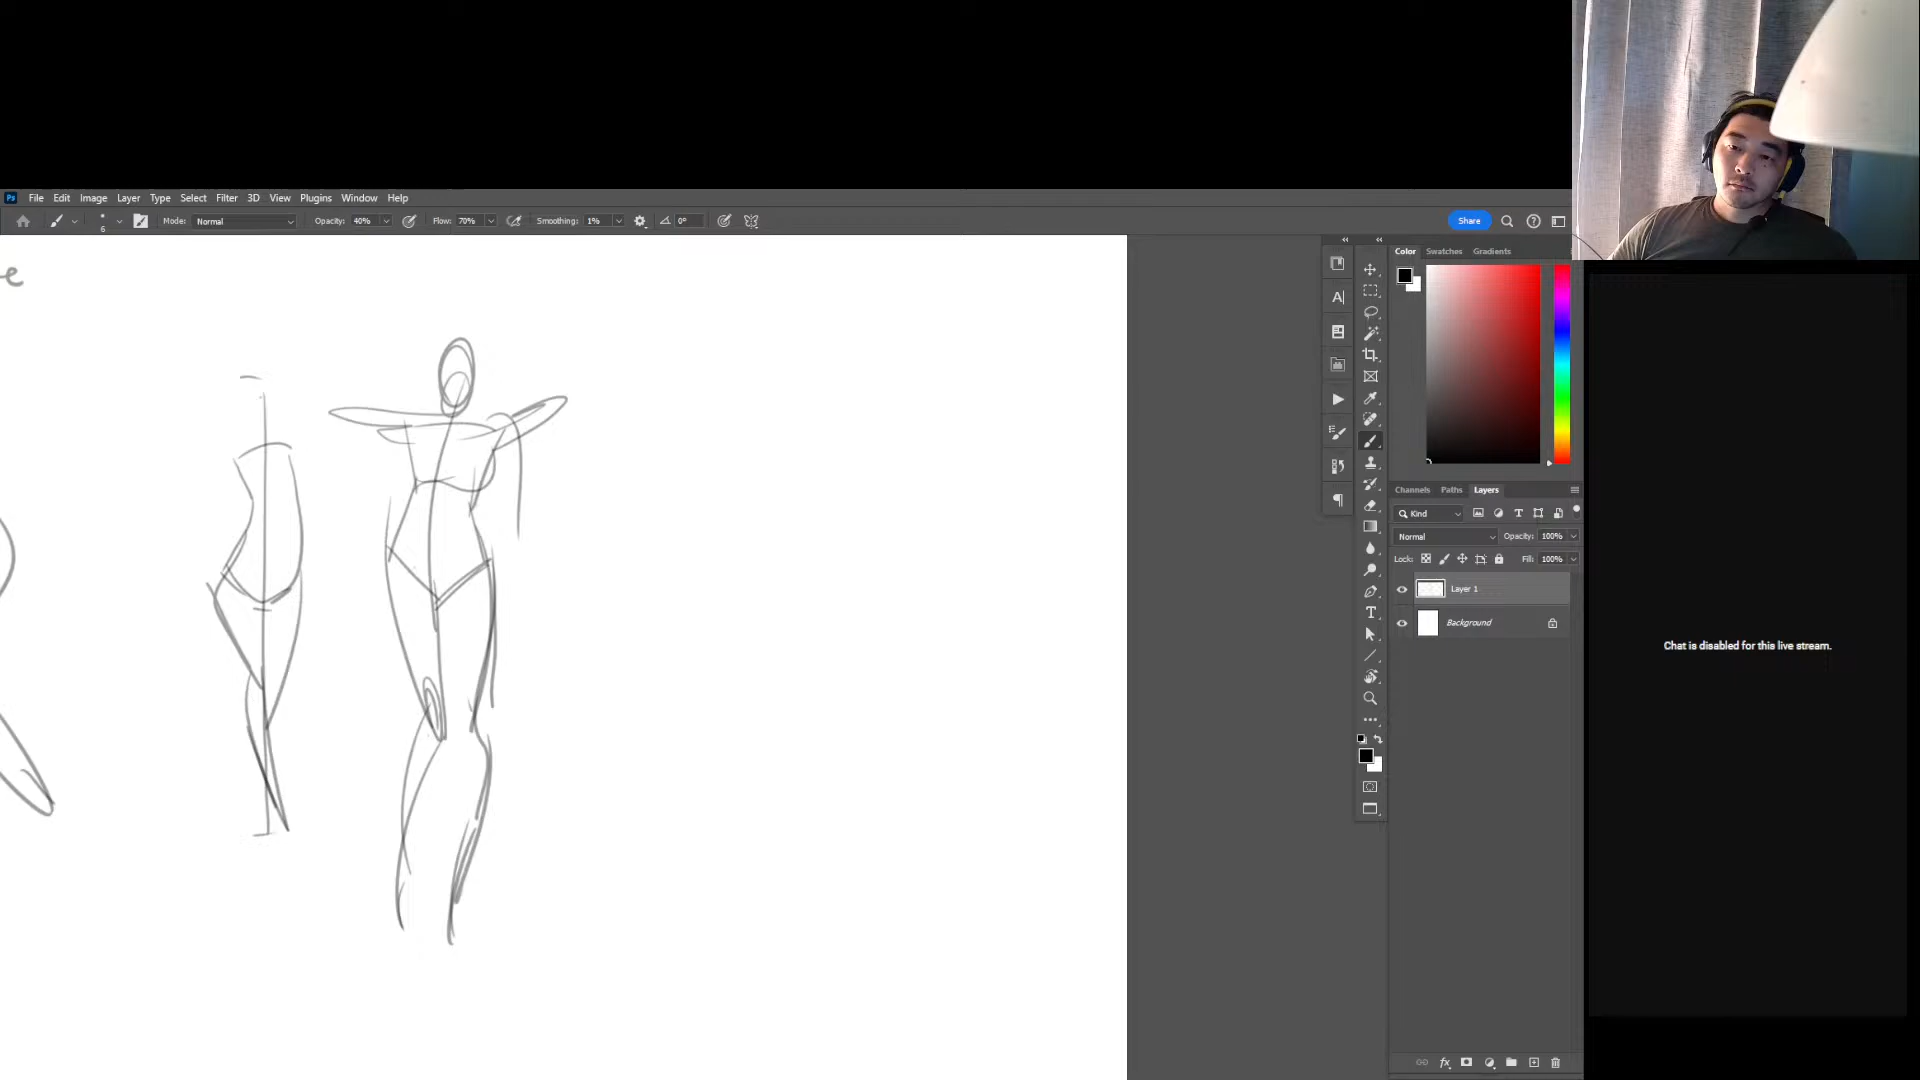 Ps File Edit Image Layer Type Select Filter 3D View Plugins Window Help
6 Mode: Normal Opacity: 40% Flow: 70% Smoothing: 1% 0° Share
e
Color Swatches Gradients
Channels Paths Layers
Kind
Normal Opacity: 100%
Lock: Fill: 100%
Layer 1
Background
Chat is disabled for this live stream.